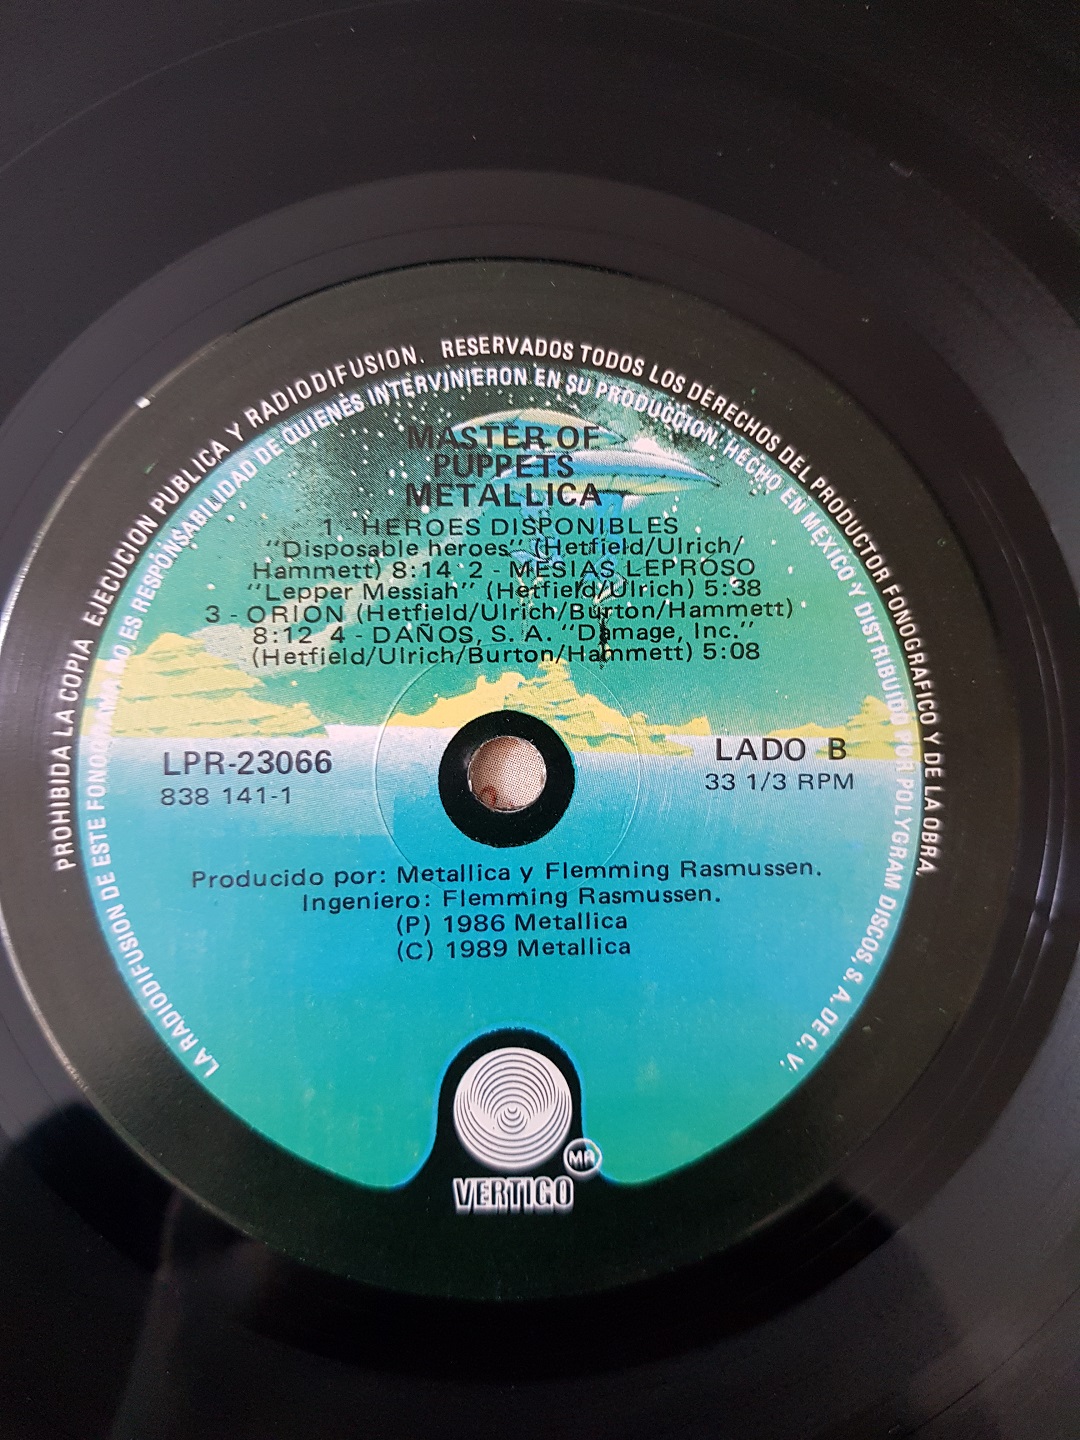 PROHIBIDA LA COPIA EJECUCION PUBLICA Y RADIODIFUSION. RESERVADOS TODOS LOS DERECHOS DEL PRODUCTOR FONOGRAFICO Y DE LA OBRA.
LA RADIODIFUSION DE ESTE FONOGRAMA NO ES RESPONSABILIDAD DE QUIENES INTERVINIERON EN SU PRODUCCION. HECHO EN MEXICO Y DISTRIBUIDO POR POLYGRAM DISCOS, S. A. DE C. V.
MASTER OF
PUPPETS
METALLICA
1 - HEROES DISPONIBLES
"Disposable heroes" (Hetfield/Ulrich/
Hammett) 8:14 2 - MESIAS LEPROSO
"Lepper Messiah" (Hetfield/Ulrich) 5:38
3 - ORION (Hetfield/Ulrich/Burton/Hammett)
8:12 4 - DAÑOS, S. A. "Damage, Inc."
(Hetfield/Ulrich/Burton/Hammett) 5:08
LPR-23066
838 141-1
LADO B
33 1/3 RPM
Producido por: Metallica y Flemming Rasmussen.
Ingeniero: Flemming Rasmussen.
(P) 1986 Metallica
(C) 1989 Metallica
MR
VERTIGO